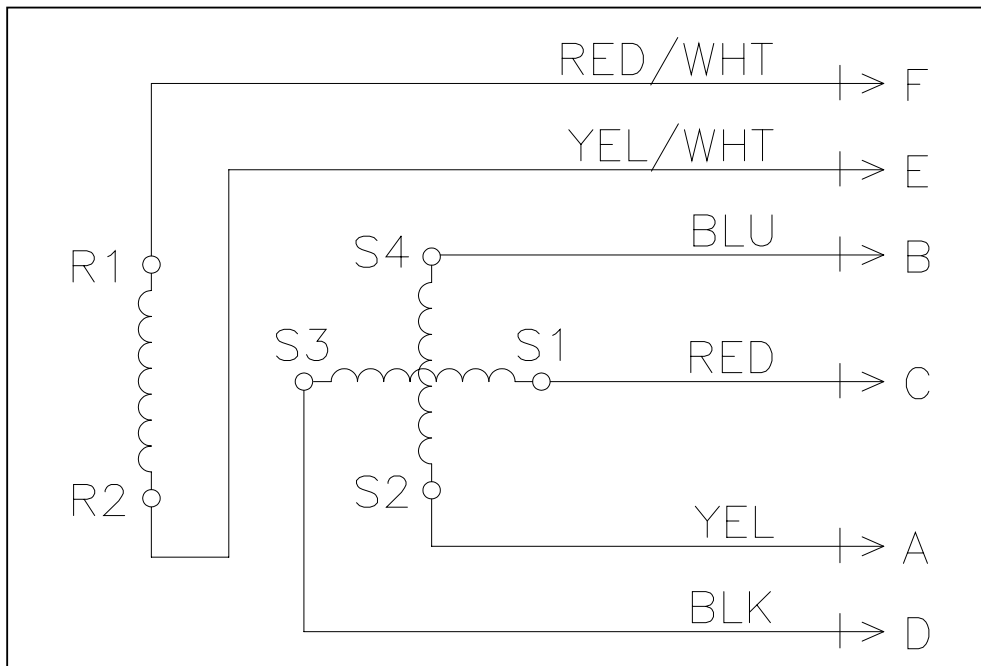 RED/WHT F
YEL/WHT E
BLU B
S4
R1
S3 S1 RED C
R2 S2
YEL A
BLK D